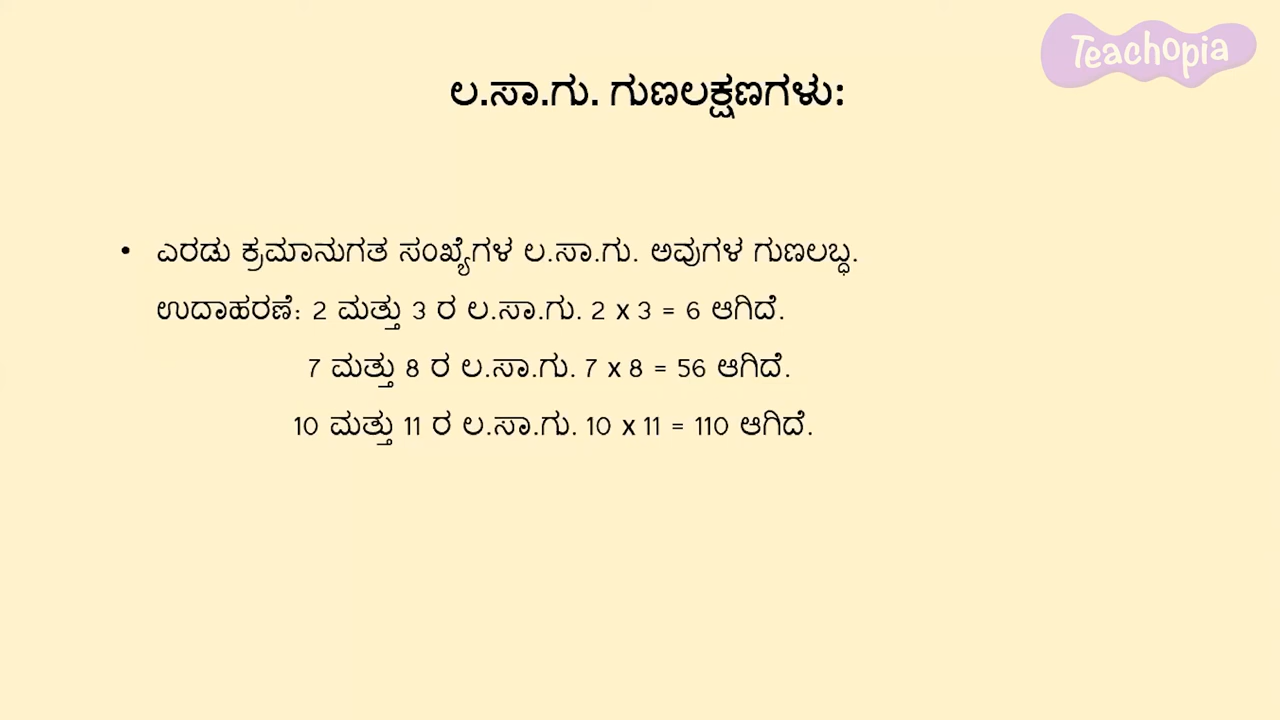 Teachopia
ಲ.ಸಾ.ಗು. ಗುಣಲಕ್ಷಣಗಳು:
• ಎರಡು ಕ್ರಮಾನುಗತ ಸಂಖ್ಯೆಗಳ ಲ.ಸಾ.ಗು. ಅವುಗಳ ಗುಣಲಬ್ಧ.
ಉದಾಹರಣೆ: 2 ಮತ್ತು 3 ರ ಲ.ಸಾ.ಗು. 2 x 3 = 6 ಆಗಿದೆ.
7 ಮತ್ತು 8 ರ ಲ.ಸಾ.ಗು. 7 x 8 = 56 ಆಗಿದೆ.
10 ಮತ್ತು 11 ರ ಲ.ಸಾ.ಗು. 10 x 11 = 110 ಆಗಿದೆ.